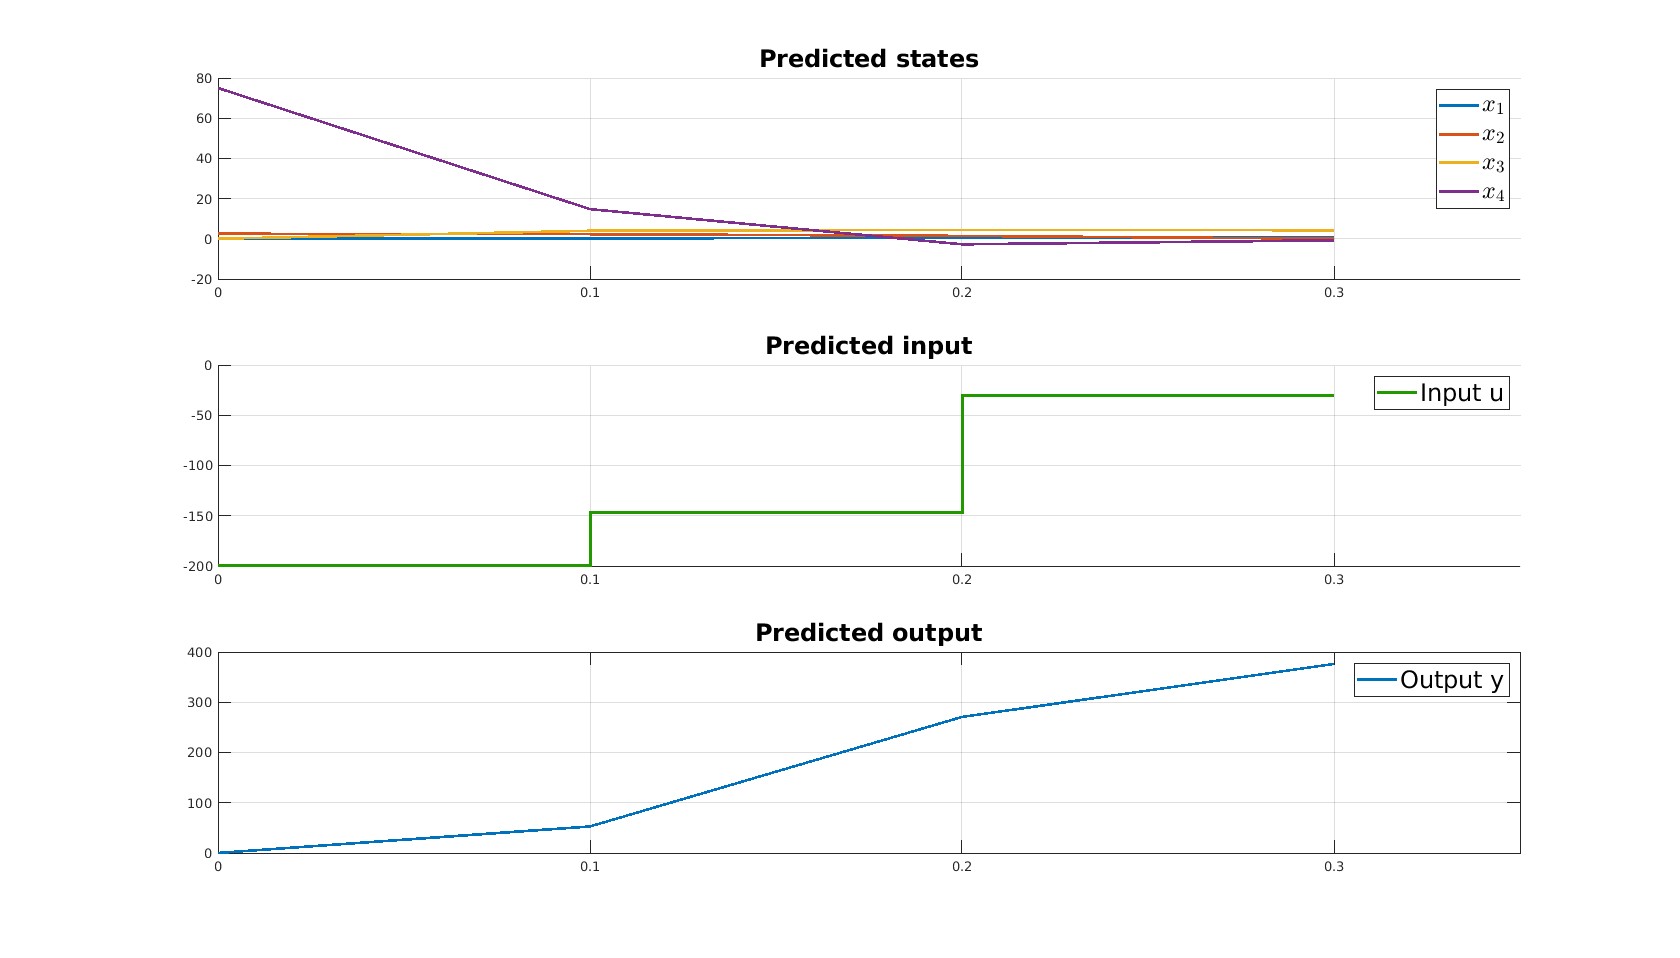 Predicted states
80
60
40
20
0
-20
0 0.1 0.2 0.3
x1
x2
x3
x4
Predicted input
0
-50
-100
-150
-200
0 0.1 0.2 0.3
Input u
Predicted output
400
300
200
100
0
0 0.1 0.2 0.3
Output y